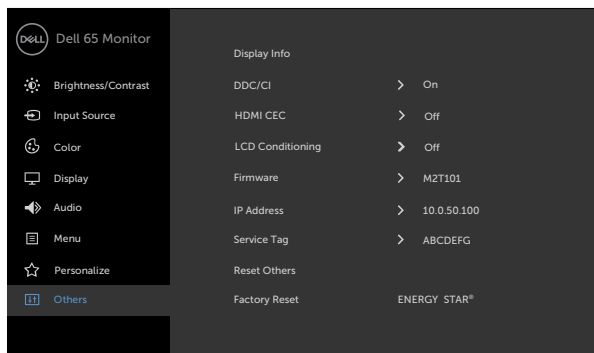 DELL Dell 65 Monitor
Display Info
Brightness/Contrast DDC/CI > On
Input Source HDMI CEC > Off
Color LCD Conditioning > Off
Display Firmware > M2T101
Audio IP Address > 10.0.50.100
Menu Service Tag > ABCDEFG
Personalize Reset Others
Others Factory Reset ENERGY STAR®